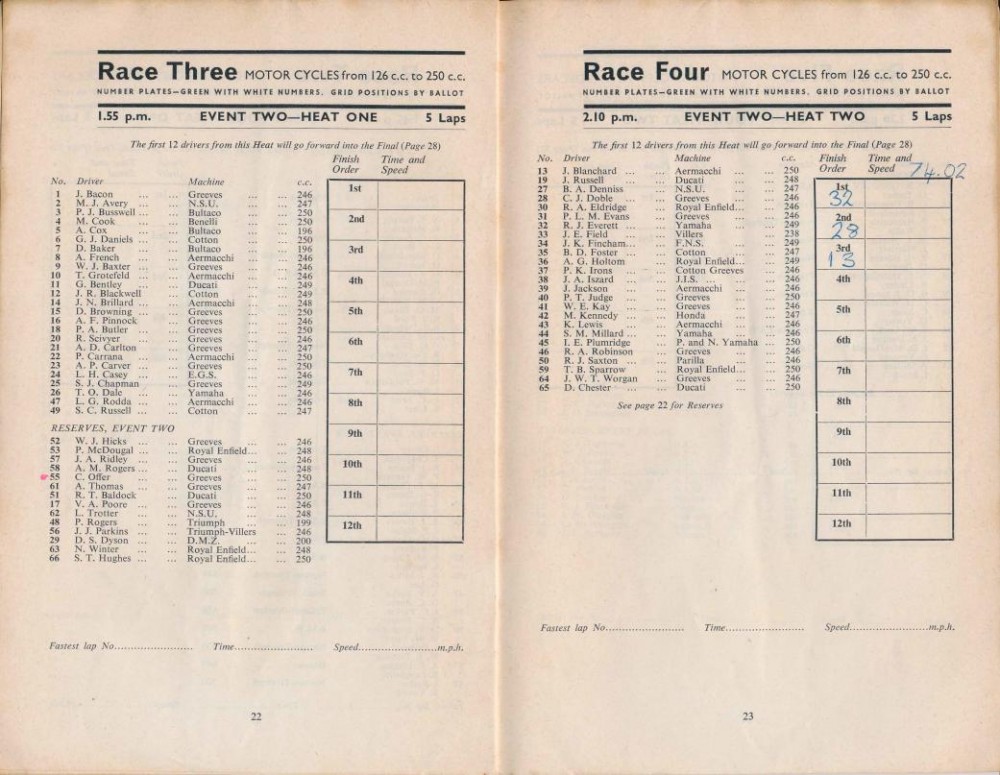 Race Three MOTOR CYCLES from 126 c.c. to 250 c.c.
NUMBER PLATES—GREEN WITH WHITE NUMBERS. GRID POSITIONS BY BALLOT
1.55 p.m. EVENT TWO—HEAT ONE 5 Laps
The first 12 drivers from this Heat will go forward into the Final (Page 28)
No. Driver Machine c.c. Finish Order Time and Speed
1 J. Bacon ... ... Greeves ... ... 246
2 M. J. Avery ... ... N.S.U. ... ... 247
3 P. J. Busswell ... ... Bultaco ... ... 250
4 M. Cook ... ... Benelli ... ... 250
5 A. Cox ... ... Bultaco ... ... 196
6 G. J. Daniels ... ... Cotton ... ... 250
7 D. Baker ... ... Bultaco ... ... 196
8 A. French ... ... Aermacchi ... ... 246
9 W. J. Baxter ... ... Greeves ... ... 246
10 T. Grotefeld ... ... Aermacchi ... ... 246
11 G. Bentley ... ... Ducati ... ... 249
12 J. R. Blackwell ... Cotton ... ... 249
14 J. N. Brillard ... ... Aermacchi ... ... 248
15 D. Browning ... ... Greeves ... ... 250
16 A. F. Pinnock ... Greeves ... ... 246
18 P. A. Butler ... ... Greeves ... ... 250
20 R. Scivyer ... ... Greeves ... ... 246
21 A. D. Carlton ... Greeves ... ... 247
22 P. Carrana ... ... Aermacchi ... ... 250
23 A. P. Carver ... ... Greeves ... ... 250
24 L. H. Casey ... ... E.G.S. ... ... 246
25 S. J. Chapman ... Greeves ... ... 249
26 T. O. Dale ... ... Yamaha ... ... 246
47 L. G. Rodda ... ... Aermacchi ... ... 246
49 S. C. Russell ... ... Cotton ... ... 247
RESERVES, EVENT TWO
52 W. J. Hicks ... ... Greeves ... ... 246
53 P. McDougal ... ... Royal Enfield... ... 248
57 J. A. Ridley ... ... Greeves ... ... 246
58 A. M. Rogers ... ... Ducati ... ... 248
55 C. Offer ... ... Greeves ... ... 250
61 A. Thomas ... ... Greeves ... ... 247
51 R. T. Baldock ... Ducati ... ... 250
17 V. A. Poore ... ... Greeves ... ... 246
62 L. Trotter ... ... N.S.U. ... ... 248
48 P. Rogers ... ... Triumph ... ... 199
56 J. J. Parkins ... ... Triumph-Villers ... 246
29 D. S. Dyson ... ... D.M.Z. ... ... 200
63 N. Winter ... ... Royal Enfield... ... 248
66 S. T. Hughes ... ... Royal Enfield... ... 250
1st
2nd
3rd
4th
5th
6th
7th
8th
9th
10th
11th
12th
Fastest lap No. Time Speed m.p.h.
22
Race Four MOTOR CYCLES from 126 c.c. to 250 c.c.
NUMBER PLATES—GREEN WITH WHITE NUMBERS. GRID POSITIONS BY BALLOT
2.10 p.m. EVENT TWO—HEAT TWO 5 Laps
The first 12 drivers from this Heat will go forward into the Final (Page 28)
No. Driver Machine c.c. Finish Order Time and Speed 74.02
13 J. Blanchard ... ... Aermacchi ... ... 250
19 J. Russell ... ... Ducati ... ... 248
27 B. A. Denniss ... N.S.U. ... ... 247
28 C. J. Doble ... ... Greeves ... ... 246
30 R. A. Eldridge ... Royal Enfield... ... 249
31 P. L. M. Evans ... Greeves ... ... 246
32 R. J. Everett ... ... Yamaha ... ... 249
33 J. E. Field ... ... Villers ... ... 238
34 J. K. Fincham... ... F.N.S. ... ... 249
35 B. D. Foster ... ... Cotton ... ... 247
36 A. G. Holtom ... Royal Enfield... ... 249
37 P. K. Irons ... ... Cotton Greeves ... 246
38 J. A. Iszard ... ... J.I.S. ... ... 246
39 J. Jackson ... ... Aermacchi ... ... 246
40 P. T. Judge ... ... Greeves ... ... 250
41 W. E. Kay ... ... Greeves ... ... 246
42 M. Kennedy ... ... Honda ... ... 247
43 K. Lewis ... ... Aermacchi ... ... 246
44 S. M. Millard ... ... Yamaha ... ... 246
45 I. E. Plumridge ... P. and N. Yamaha ... 250
46 R. A. Robinson ... Greeves ... ... 246
50 R. J. Saxton ... ... Parilla ... ... 246
59 T. B. Sparrow ... Royal Enfield... ... 250
64 J. W. T. Worgan ... Greeves ... ... 246
65 D. Chester ... ... Ducati ... ... 250
See page 22 for Reserves
1st
32
2nd
28
3rd
13
4th
5th
6th
7th
8th
9th
10th
11th
12th
Fastest lap No. Time Speed m.p.h.
23